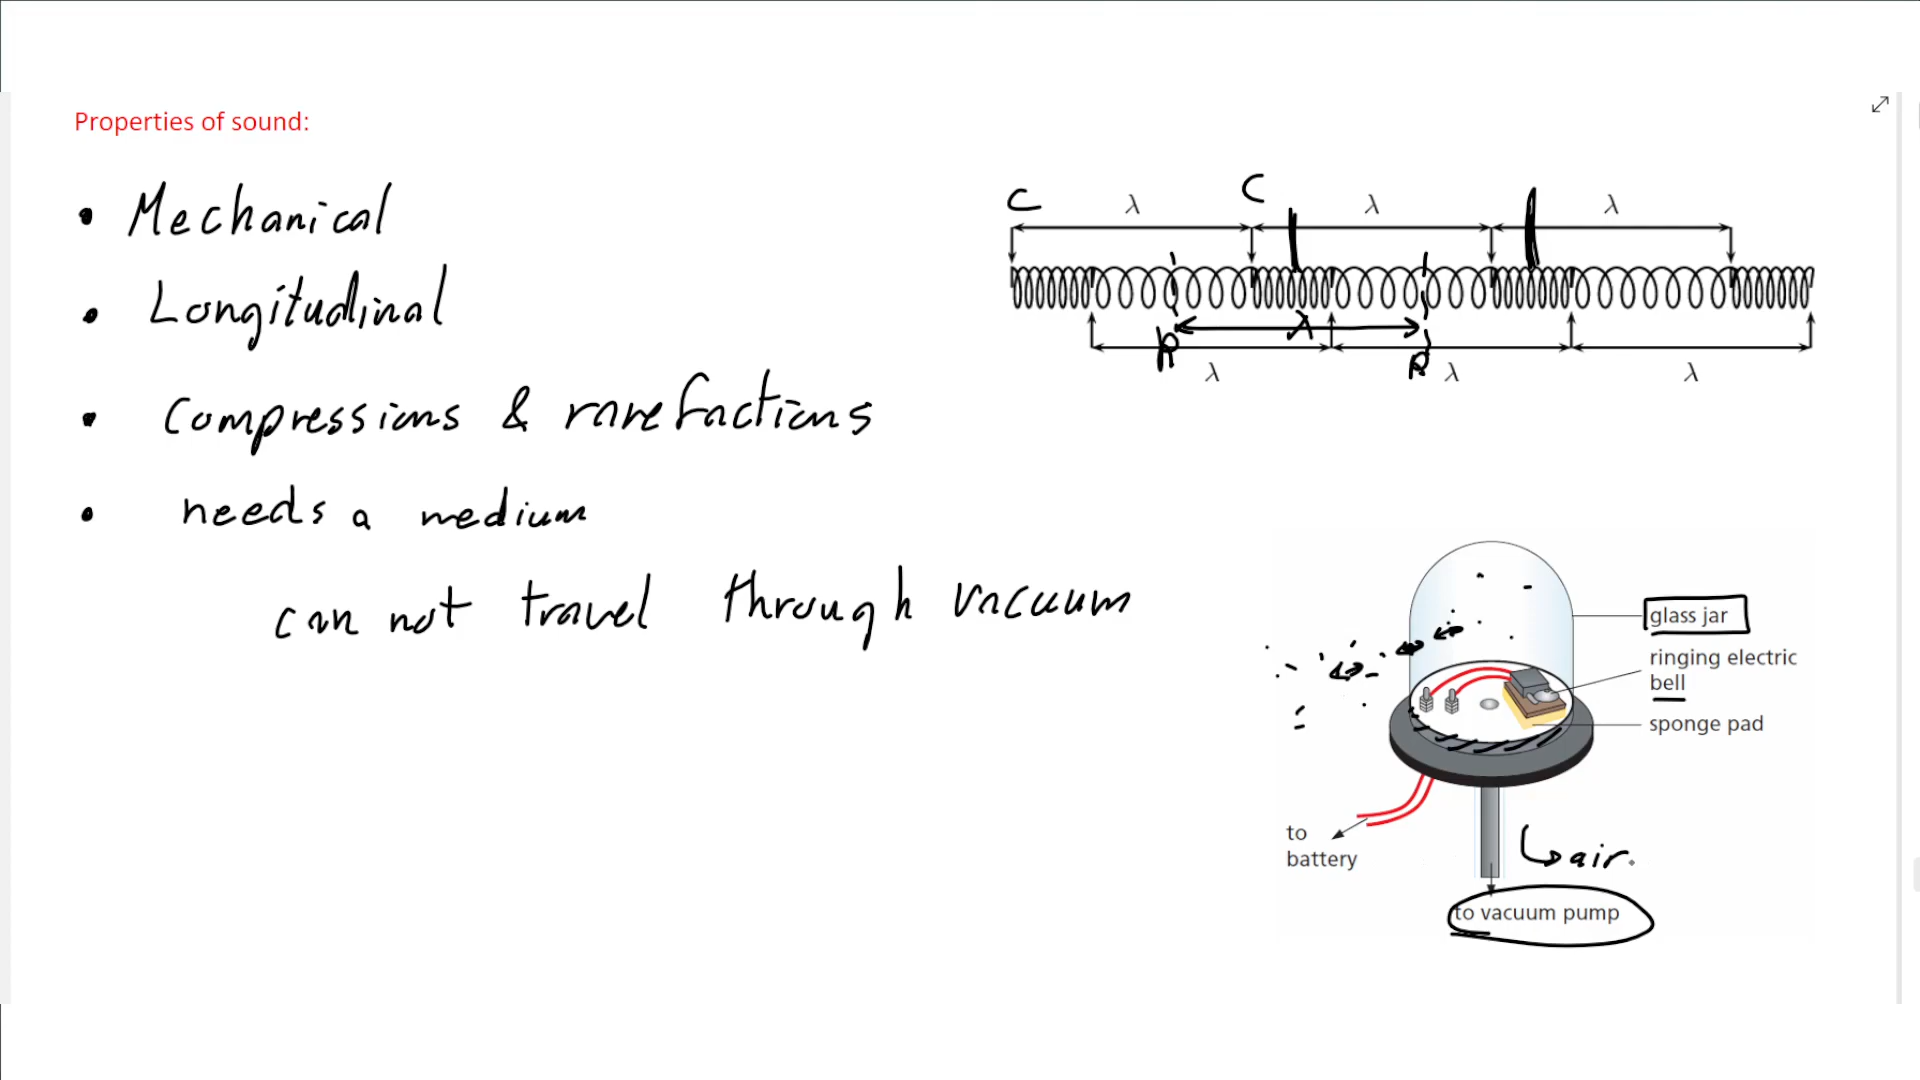 Properties of sound:
• Mechanical
• Longitudinal
• Compressions & rarefactions
• needs a medium
can not travel through vacuum
C C
λ λ λ
λ
R R
λ λ λ
glass jar
ringing electric
bell
sponge pad
to
battery
air.
to vacuum pump